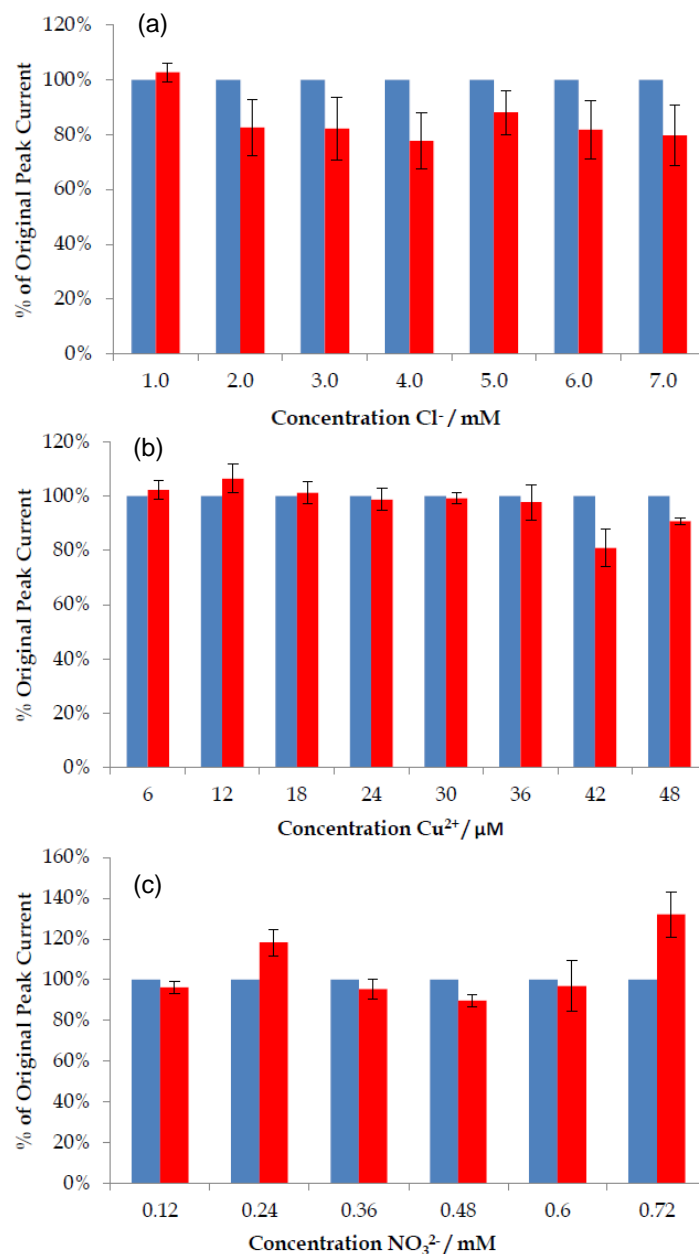 (a)
% of Original Peak Current
120%
100%
80%
60%
40%
20%
0%
1.0 2.0 3.0 4.0 5.0 6.0 7.0
Concentration Cl⁻/ mM
(b)
% Original Peak Current
120%
100%
80%
60%
40%
20%
0%
6 12 18 24 30 36 42 48
Concentration Cu²⁺/ µM
(c)
% of Original Peak Current
160%
140%
120%
100%
80%
60%
40%
20%
0%
0.12 0.24 0.36 0.48 0.6 0.72
Concentration NO₃²⁻/ mM